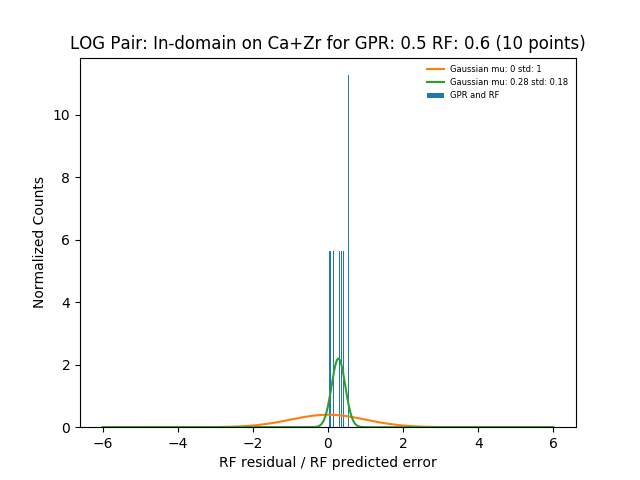 LOG Pair: In-domain on Ca+Zr for GPR: 0.5 RF: 0.6 (10 points)
Gaussian mu: 0 std: 1
Gaussian mu: 0.28 std: 0.18
GPR and RF
Normalized Counts
10
8
6
4
2
0
−6 −4 −2 0 2 4 6
RF residual / RF predicted error